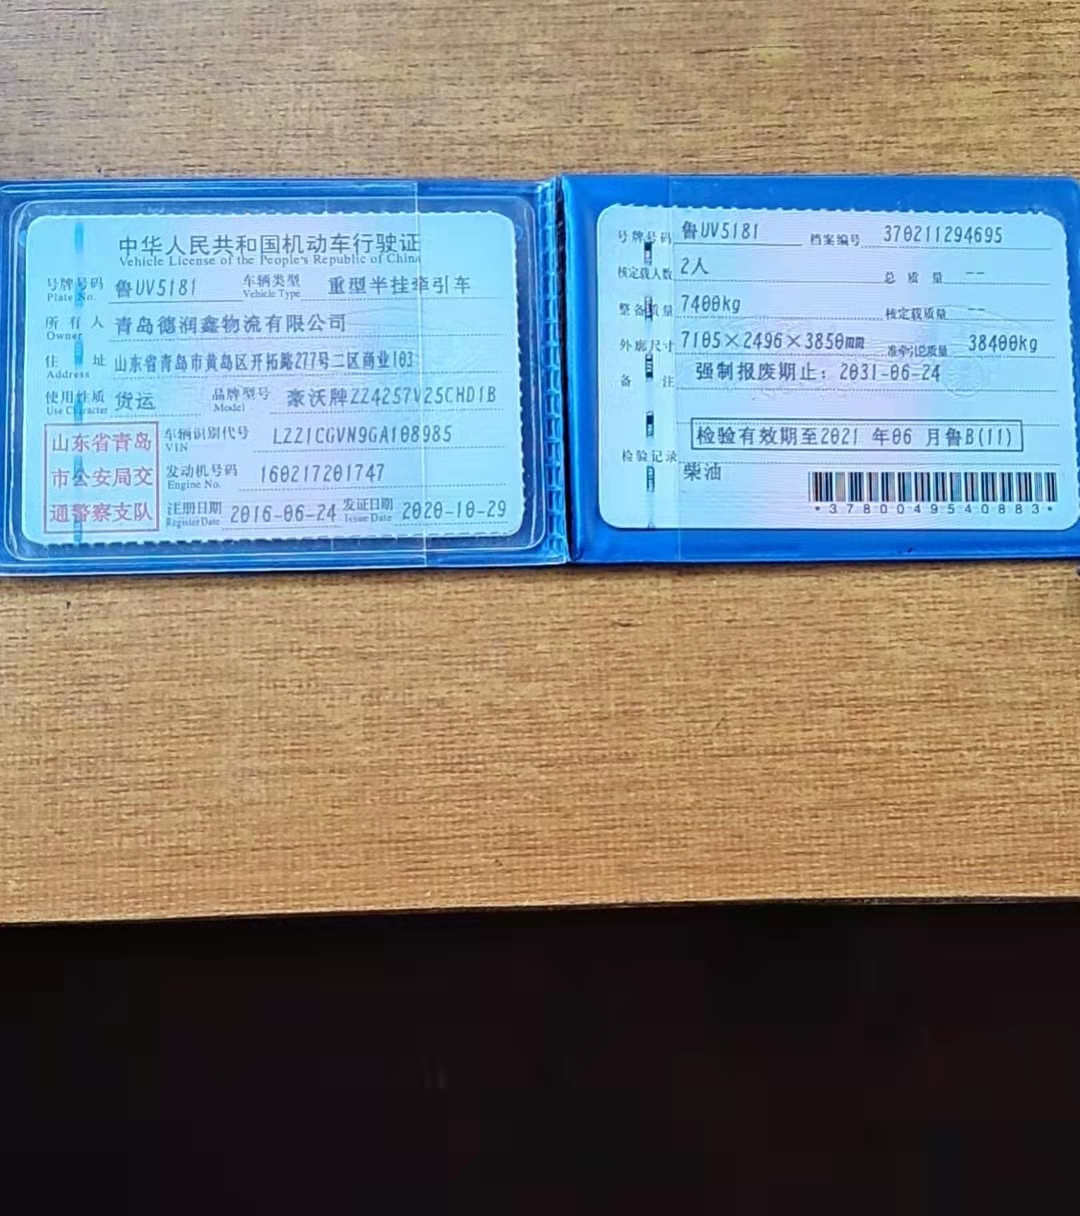 中华人民共和国机动车行驶证
Vehicle License of the People's Republic of China
号牌号码 鲁UV5181 车辆类型 重型半挂牵引车
Plate No. Vehicle Type
所有人 青岛德润鑫物流有限公司
Owner
住址 山东省青岛市黄岛区开拓路277号二区商业103
Address
使用性质 货运 品牌型号 豪沃牌ZZ4257V25CHD1B
Use Character Model
山东省青岛
市公安局交
通警察支队
车辆识别代号 LZZ1CGVN9GA108985
VIN
发动机号码 160217201747
Engine No.
注册日期 2016-06-24 发证日期 2020-10-29
Register Date Issue Date
号牌号码 鲁UV5181 档案编号 370211294695
核定载人数 2人 总质量 --
整备质量 7400kg 核定载质量 --
外廓尺寸 7105×2496×3850mm 准牵引总质量 38400kg
备注 强制报废期止：2031-06-24
检验有效期至2021 年06 月鲁B(11)
检验记录
柴油
*3780049540883*